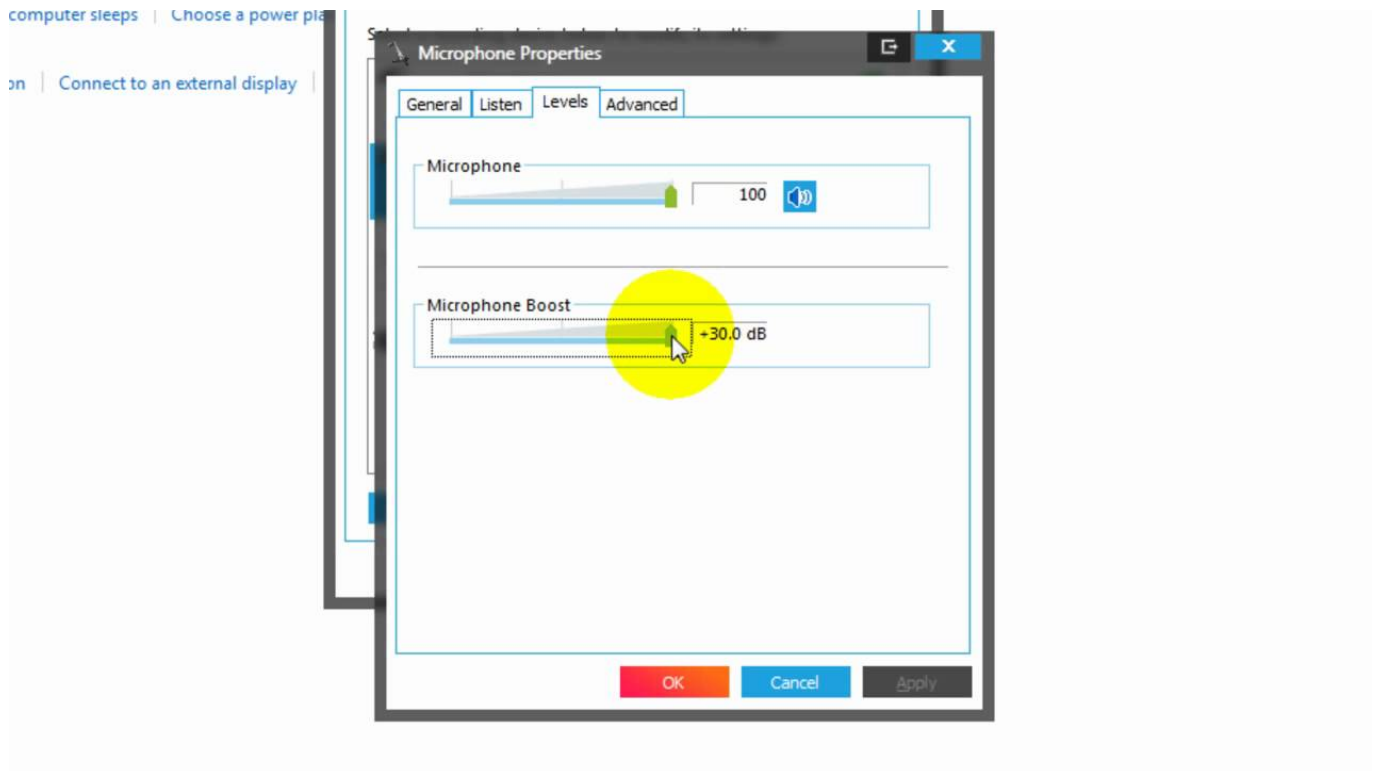 computer sleeps | Choose a power pla
on | Connect to an external display |
Microphone Properties
X
General Listen Levels Advanced
Microphone
100
Microphone Boost
+30.0 dB
OK Cancel Apply